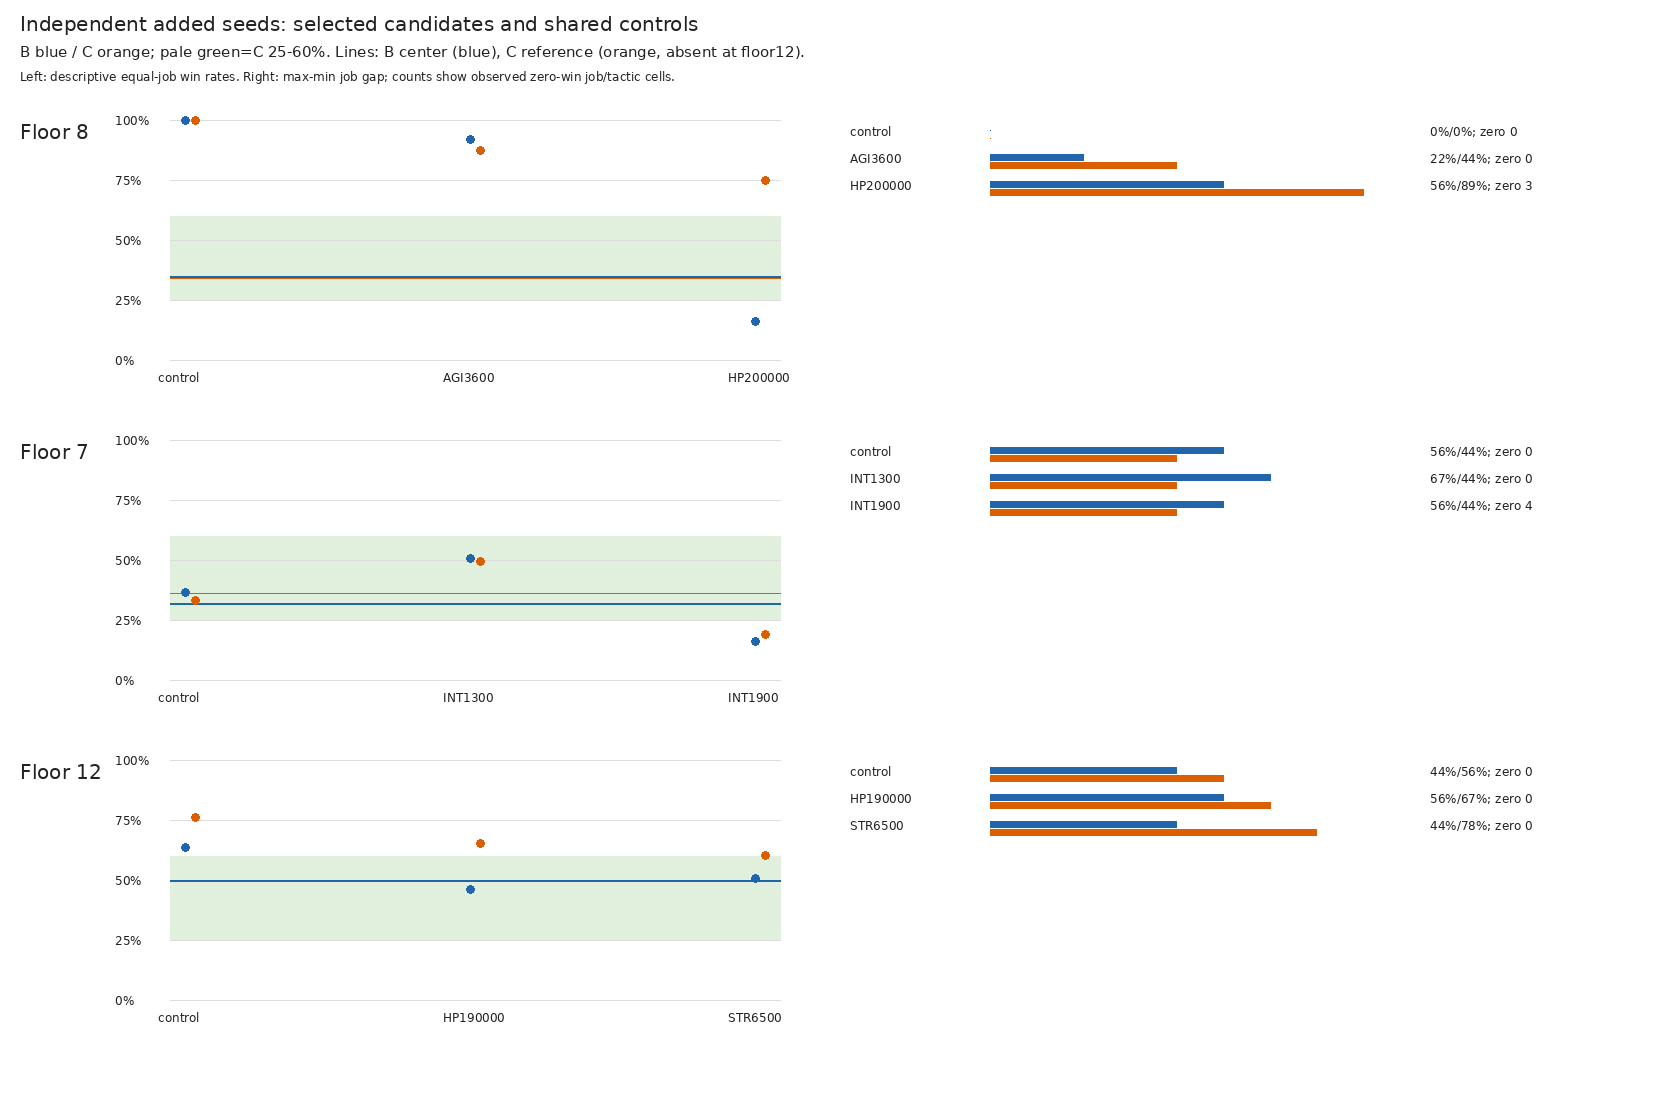 Independent added seeds: selected candidates and shared controls
B blue / C orange; pale green=C 25-60%. Lines: B center (blue), C reference (orange, absent at floor12).
Left: descriptive equal-job win rates. Right: max-min job gap; counts show observed zero-win job/tactic cells.
Floor 8
100%
75%
50%
25%
0%
control
AGI3600
HP200000
control
0%/0%; zero 0
AGI3600
22%/44%; zero 0
HP200000
56%/89%; zero 3
Floor 7
100%
75%
50%
25%
0%
control
INT1300
INT1900
control
56%/44%; zero 0
INT1300
67%/44%; zero 0
INT1900
56%/44%; zero 4
Floor 12
100%
75%
50%
25%
0%
control
HP190000
STR6500
control
44%/56%; zero 0
HP190000
56%/67%; zero 0
STR6500
44%/78%; zero 0